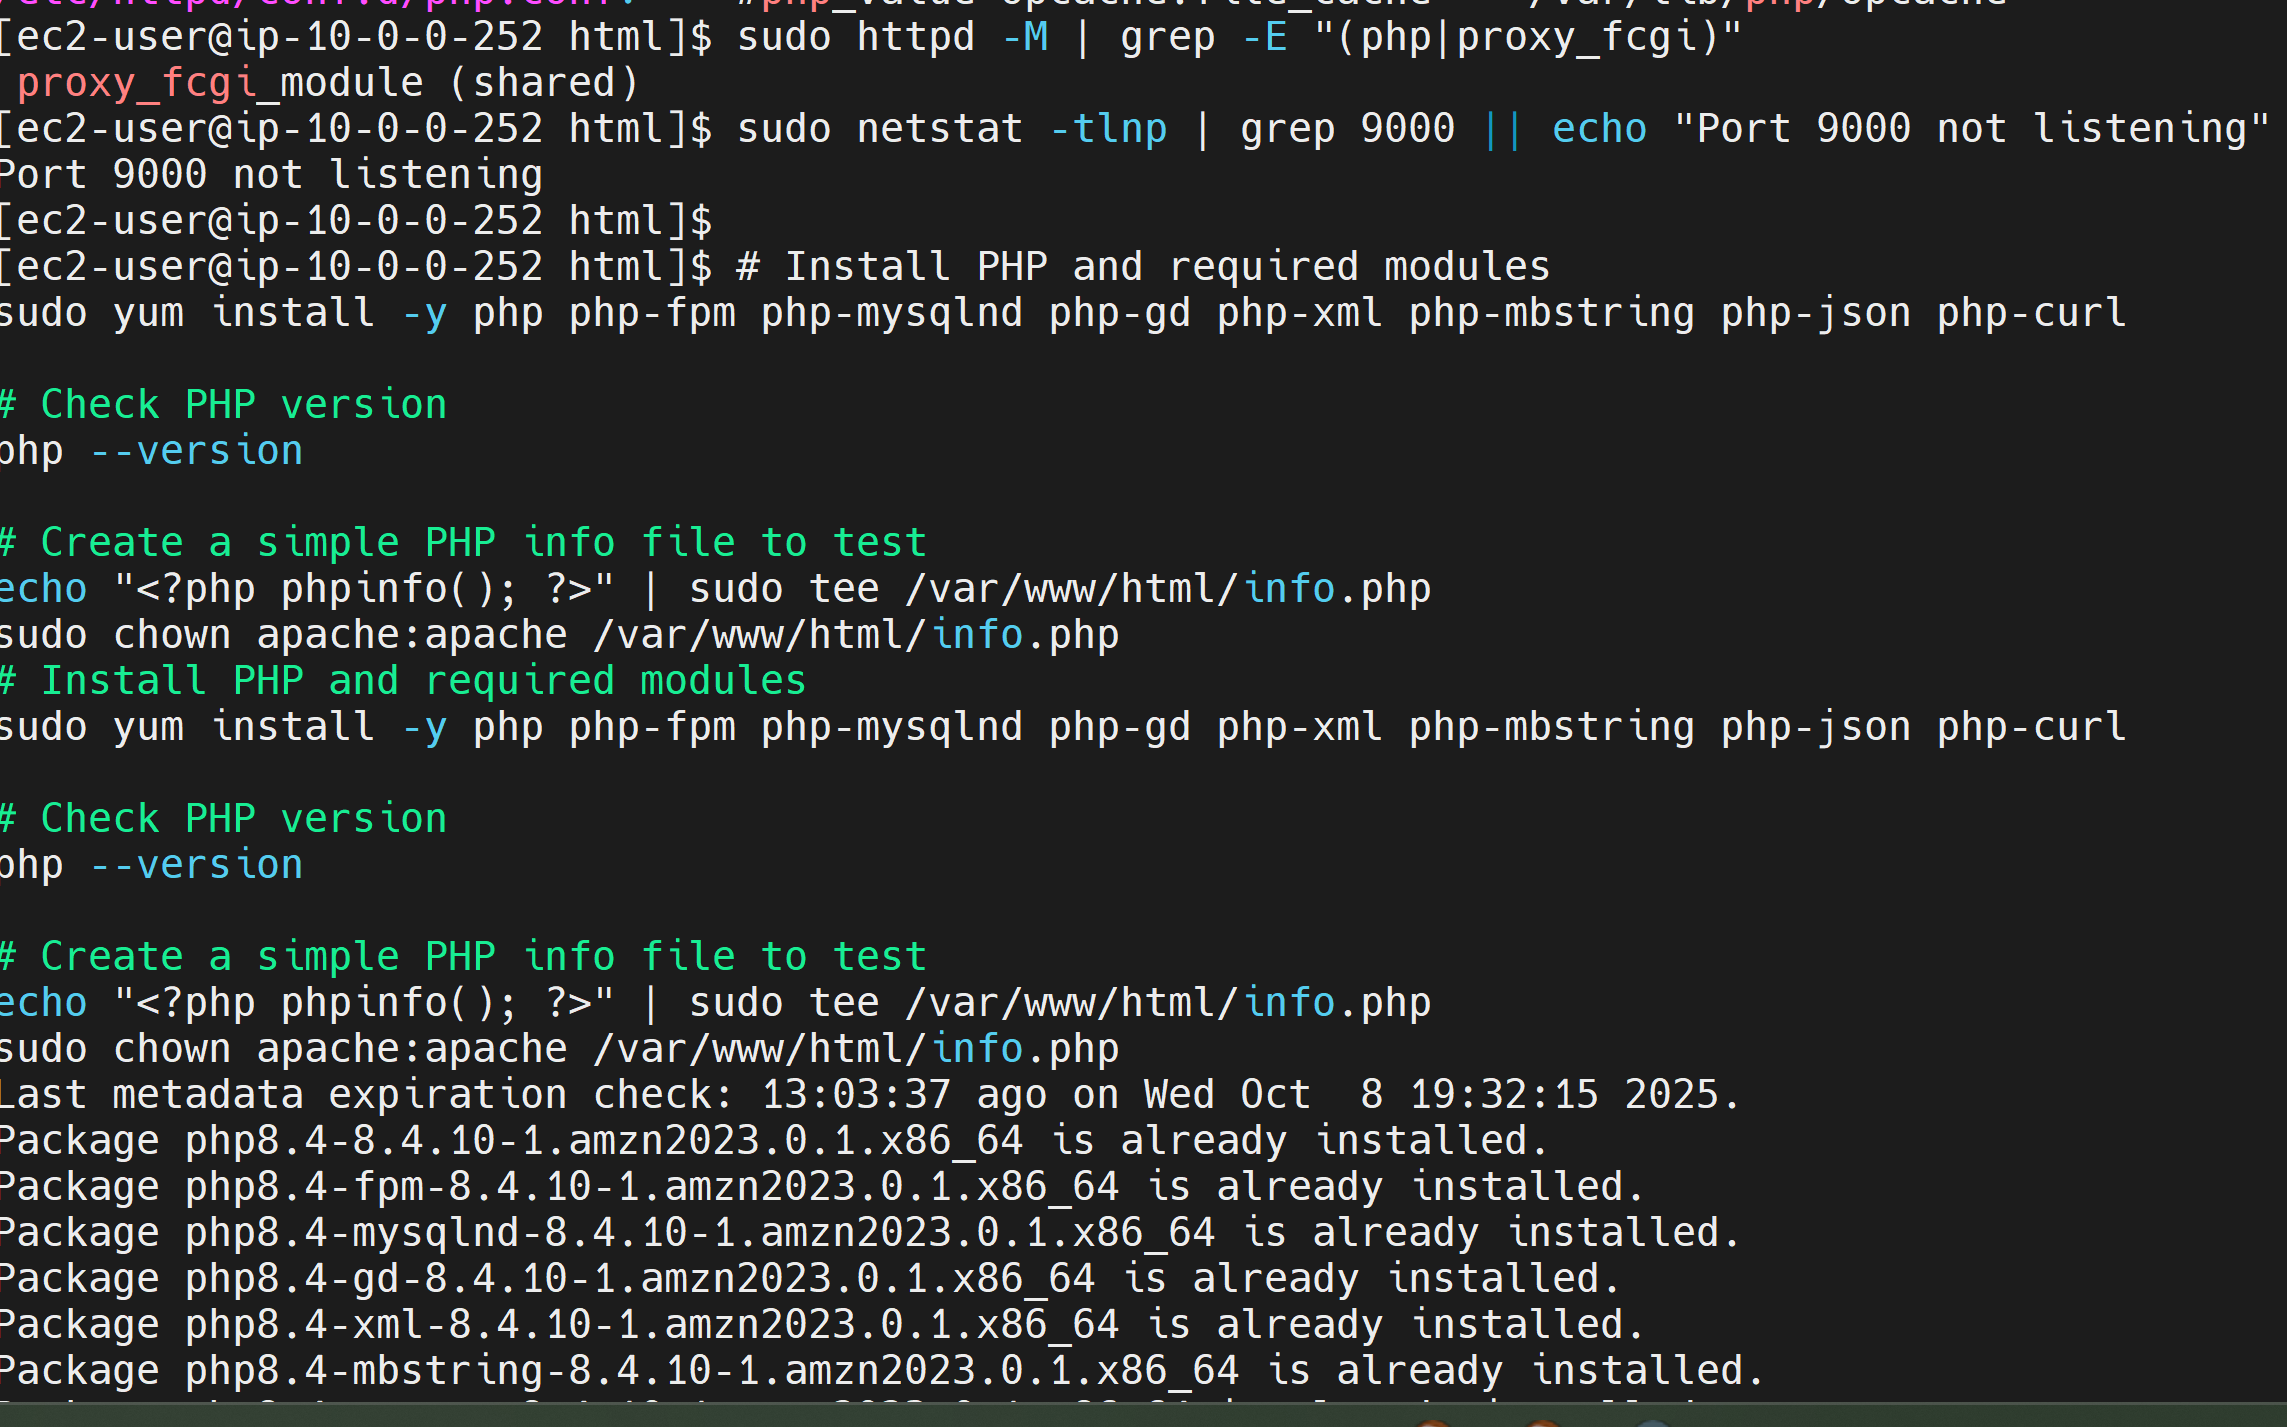 [ec2-user@ip-10-0-0-252 html]$ sudo httpd -M | grep -E "(php|proxy_fcgi)"
proxy_fcgi_module (shared)
[ec2-user@ip-10-0-0-252 html]$ sudo netstat -tlnp | grep 9000 || echo "Port 9000 not listening"
Port 9000 not listening
[ec2-user@ip-10-0-0-252 html]$
[ec2-user@ip-10-0-0-252 html]$ # Install PHP and required modules
sudo yum install -y php php-fpm php-mysqlnd php-gd php-xml php-mbstring php-json php-curl
# Check PHP version
php --version
# Create a simple PHP info file to test
echo "<?php phpinfo(); ?>" | sudo tee /var/www/html/info.php
sudo chown apache:apache /var/www/html/info.php
# Install PHP and required modules
sudo yum install -y php php-fpm php-mysqlnd php-gd php-xml php-mbstring php-json php-curl
# Check PHP version
php --version
# Create a simple PHP info file to test
echo "<?php phpinfo(); ?>" | sudo tee /var/www/html/info.php
sudo chown apache:apache /var/www/html/info.php
Last metadata expiration check: 13:03:37 ago on Wed Oct  8 19:32:15 2025.
Package php8.4-8.4.10-1.amzn2023.0.1.x86_64 is already installed.
Package php8.4-fpm-8.4.10-1.amzn2023.0.1.x86_64 is already installed.
Package php8.4-mysqlnd-8.4.10-1.amzn2023.0.1.x86_64 is already installed.
Package php8.4-gd-8.4.10-1.amzn2023.0.1.x86_64 is already installed.
Package php8.4-xml-8.4.10-1.amzn2023.0.1.x86_64 is already installed.
Package php8.4-mbstring-8.4.10-1.amzn2023.0.1.x86_64 is already installed.